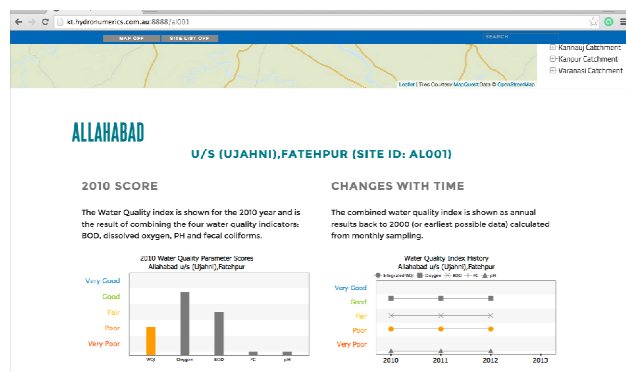 kt.hydronumerics.com.au:8888/al001
MAP OFF
SITE LIST OFF
SEARCH
Kannauj Catchment
Kanpur Catchment
Varanasi Catchment
Leaflet | Tiles Courtesy MapQuest Data © OpenStreetMap
ALLAHABAD
U/S (UJAHNI),FATEHPUR (SITE ID: AL001)
2010 SCORE
The Water Quality index is shown for the 2010 year and is
the result of combining the four water quality indicators:
BOD, dissolved oxygen, PH and fecal coliforms.
2010 Water Quality Parameter Scores
Allahabad u/s (Ujahni),Fatehpur
Very Good
Good
Fair
Poor
Very Poor
WQI Oxygen BOD FC pH
CHANGES WITH TIME
The combined water quality index is shown as annual
results back to 2000 (or earliest possible data) calculated
from monthly sampling.
Water Quality Index History
Allahabad u/s (Ujahni),Fatehpur
Integrated WQI Oxygen BOD FC pH
Very Good
Good
Fair
Poor
Very Poor
2010 2011 2012 2013